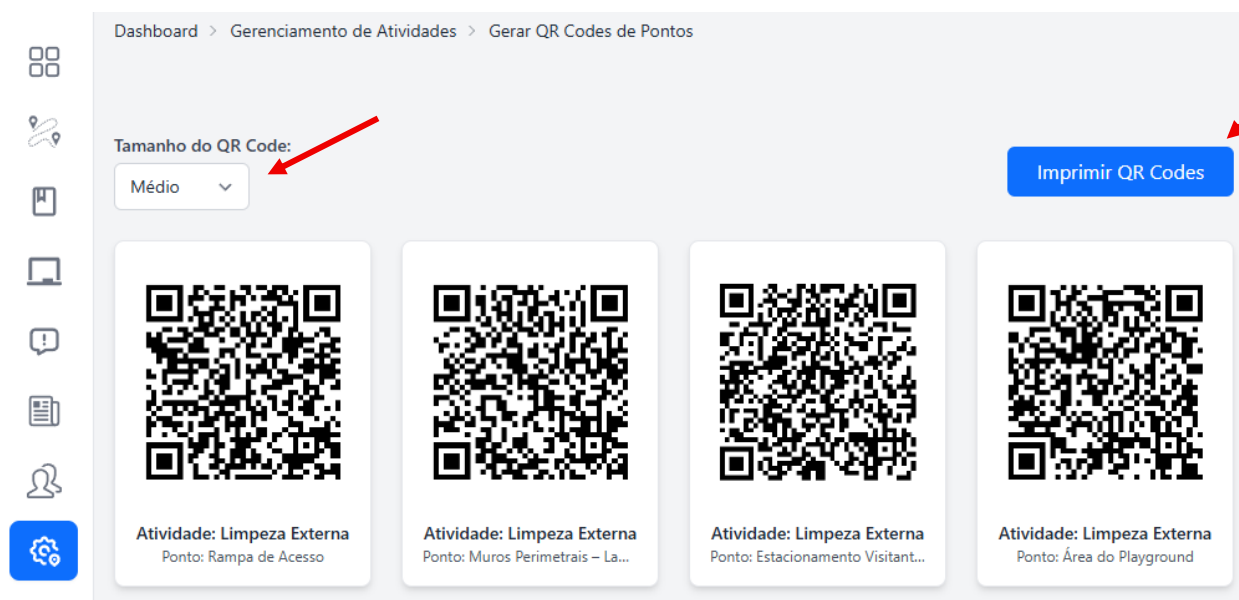 Dashboard > Gerenciamento de Atividades > Gerar QR Codes de Pontos
Tamanho do QR Code:
Médio
Imprimir QR Codes
Atividade: Limpeza Externa
Ponto: Rampa de Acesso
Atividade: Limpeza Externa
Ponto: Muros Perimetrais – La...
Atividade: Limpeza Externa
Ponto: Estacionamento Visitant...
Atividade: Limpeza Externa
Ponto: Área do Playground